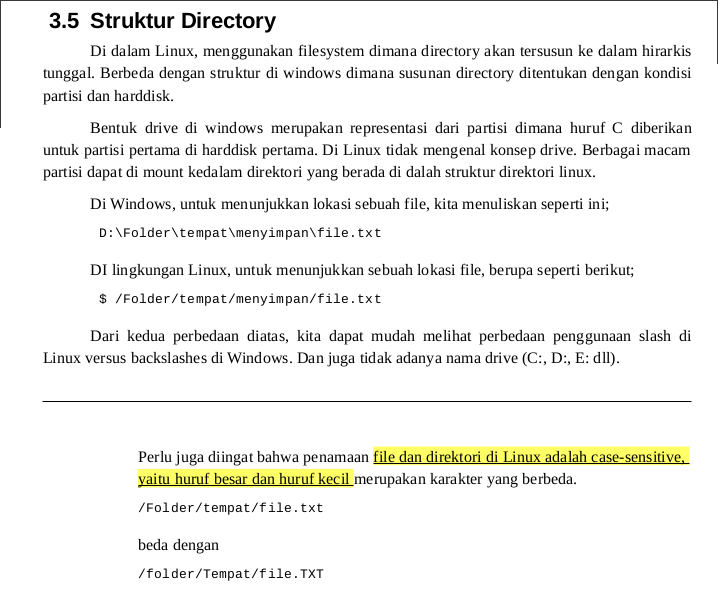 3.5 Struktur Directory
Di dalam Linux, menggunakan filesystem dimana directory akan tersusun ke dalam hirarkis
tunggal. Berbeda dengan struktur di windows dimana susunan directory ditentukan dengan kondisi
partisi dan harddisk.
Bentuk drive di windows merupakan representasi dari partisi dimana huruf C diberikan
untuk partisi pertama di harddisk pertama. Di Linux tidak mengenal konsep drive. Berbagai macam
partisi dapat di mount kedalam direktori yang berada di dalah struktur direktori linux.
Di Windows, untuk menunjukkan lokasi sebuah file, kita menuliskan seperti ini;
D:\Folder\tempat\menyimpan\file.txt
DI lingkungan Linux, untuk menunjukkan sebuah lokasi file, berupa seperti berikut;
$ /Folder/tempat/menyimpan/file.txt
Dari kedua perbedaan diatas, kita dapat mudah melihat perbedaan penggunaan slash di
Linux versus backslashes di Windows. Dan juga tidak adanya nama drive (C:, D:, E: dll).
Perlu juga diingat bahwa penamaan file dan direktori di Linux adalah case-sensitive,
yaitu huruf besar dan huruf kecil merupakan karakter yang berbeda.
/Folder/tempat/file.txt
beda dengan
/folder/Tempat/file.TXT